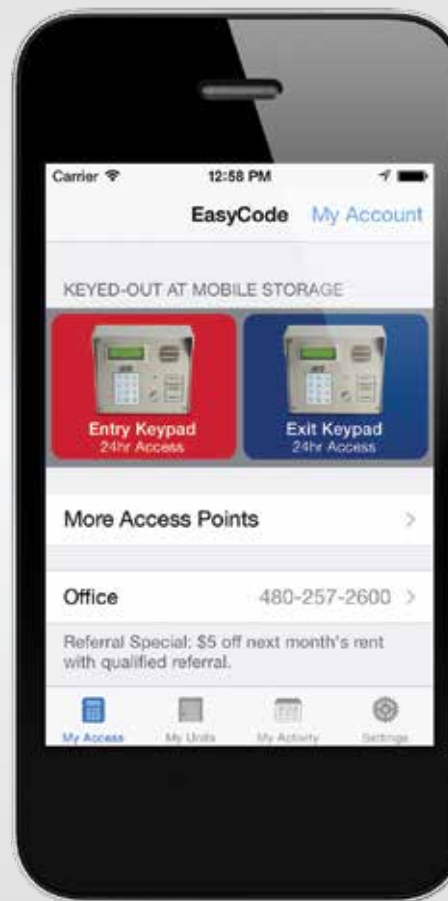 Carrier 12:58 PM
EasyCode My Account
KEYED-OUT AT MOBILE STORAGE
Entry Keypad
24hr Access
Exit Keypad
24hr Access
More Access Points
Office 480-257-2600
Referral Special: $5 off next month's rent
with qualified referral.
My Access My Units My Activity Settings